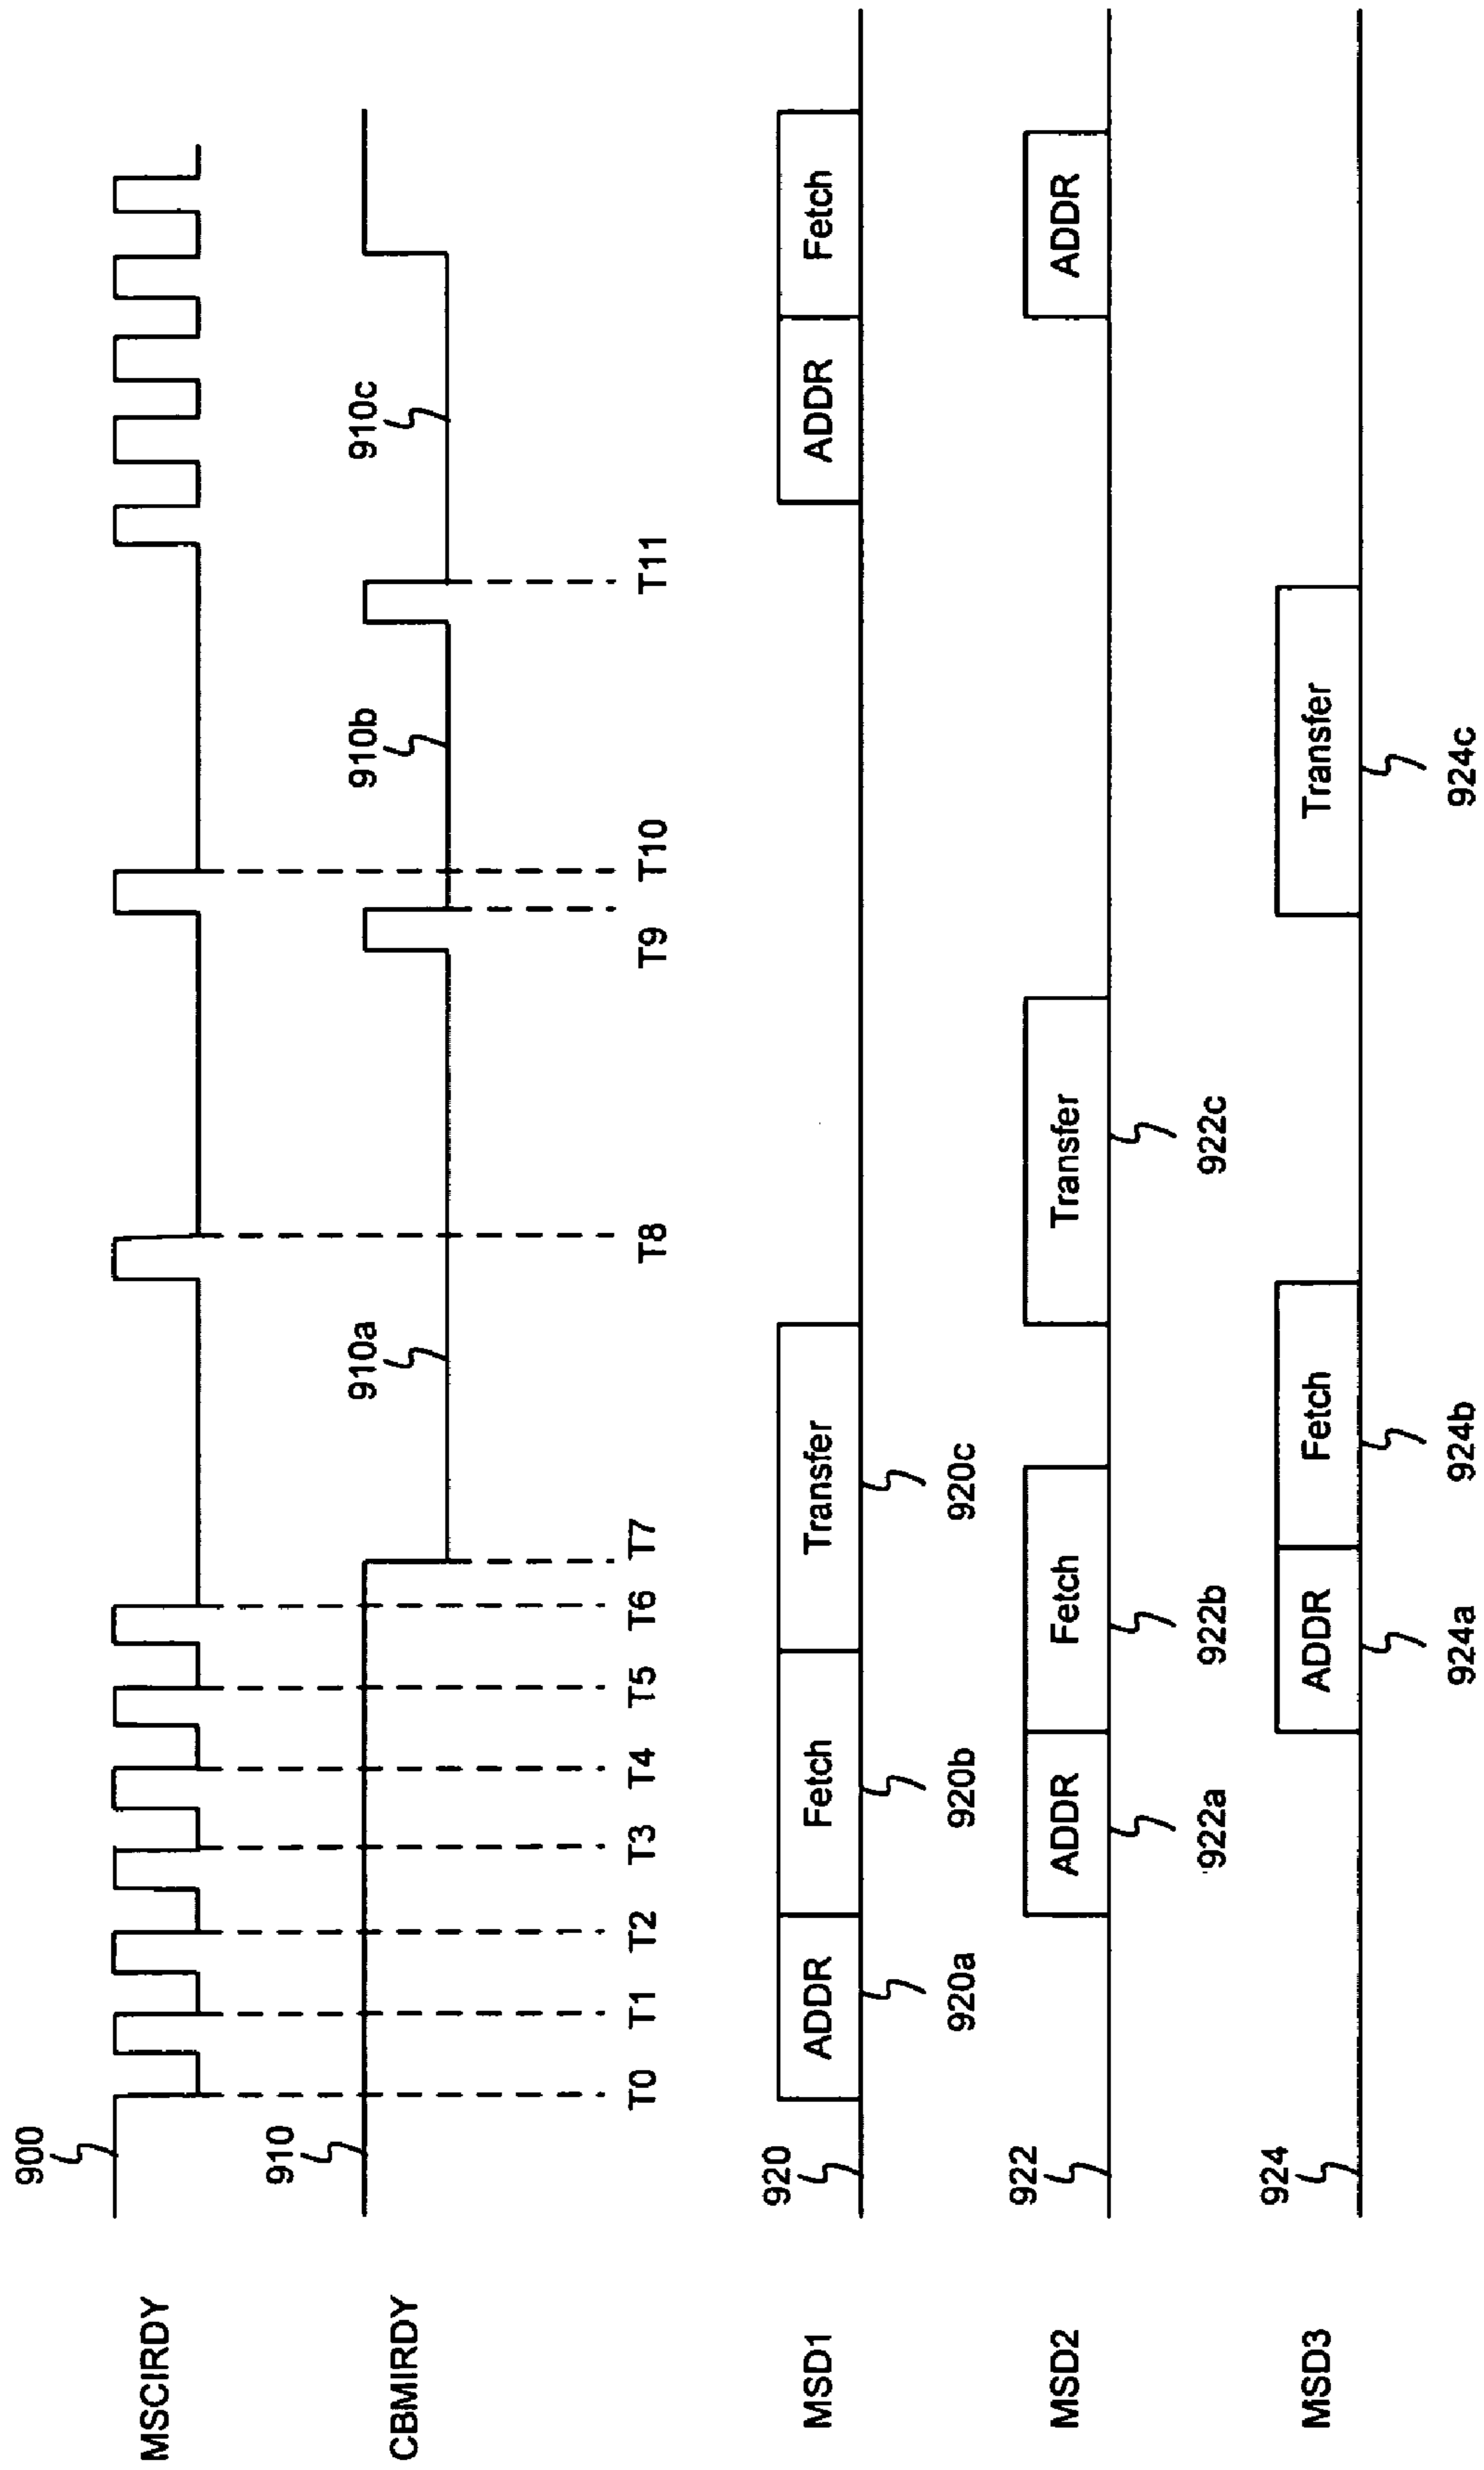 900
MSCIRDY
910
910a
910b
910c
CBMIRDY
T0 T1 T2 T3 T4 T5 T6 T7 T8 T9 T10 T11
920
MSD1
ADDR Fetch Transfer ADDR Fetch
920a 920b 920c
922
MSD2
ADDR Fetch Transfer ADDR
922a 922b 922c
924
MSD3
ADDR Fetch Transfer
924a 924b 924c